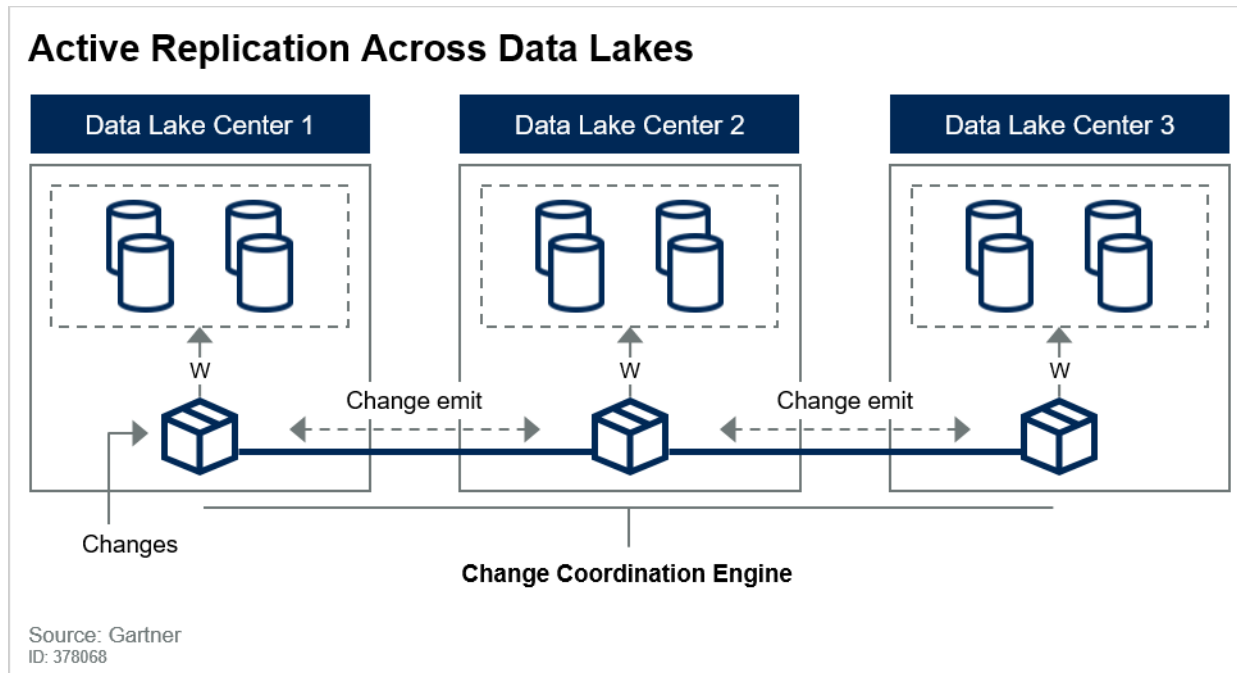 Active Replication Across Data Lakes
Data Lake Center 1
Data Lake Center 2
Data Lake Center 3
W
W
W
Change emit
Change emit
Changes
Change Coordination Engine
Source: Gartner
ID: 378068